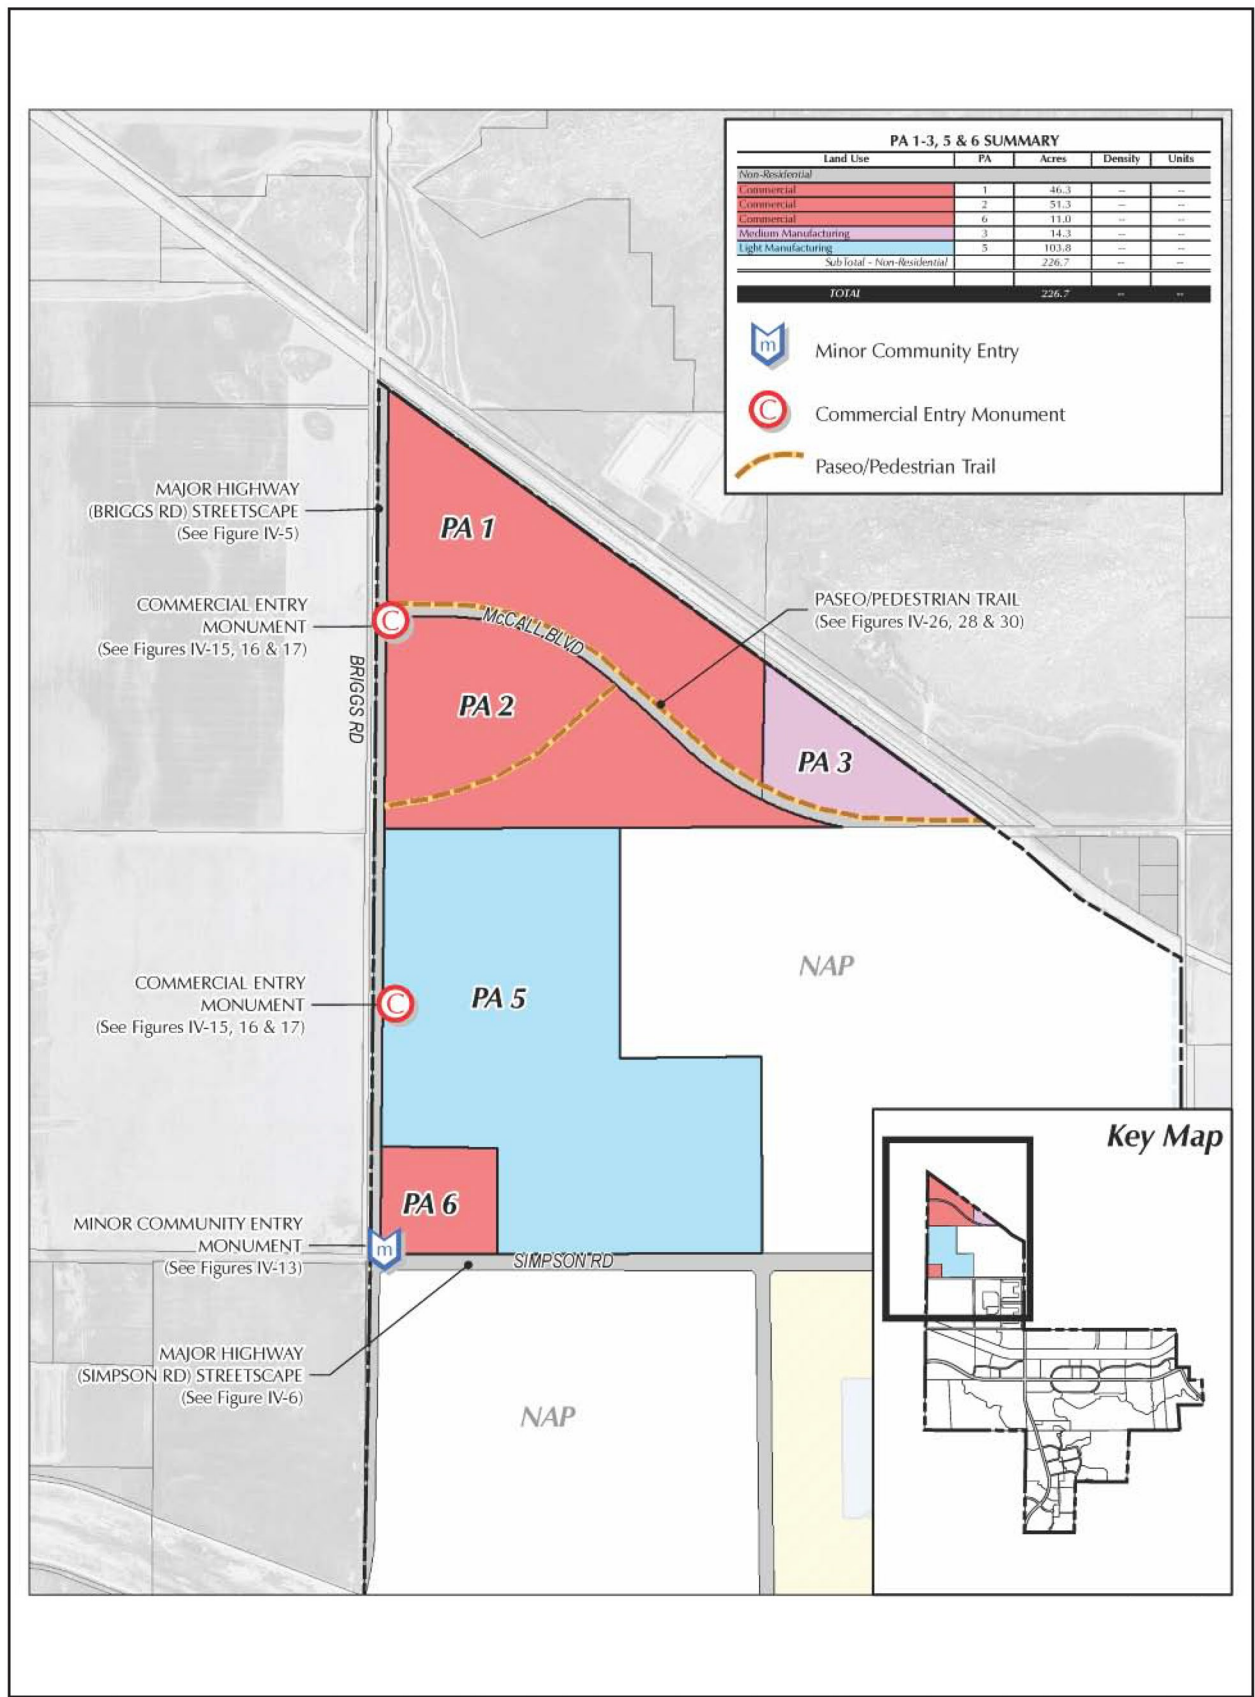 PA 1-3, 5 & 6 SUMMARY
Land Use PA Acres Density Units
Non-Residential
Commercial 1 46.3 -- --
Commercial 2 51.3 -- --
Commercial 6 11.0 -- --
Medium Manufacturing 3 14.3 -- --
Light Manufacturing 5 103.8 -- --
SubTotal - Non-Residential 226.7 -- --
TOTAL 226.7 -- --
m Minor Community Entry
C Commercial Entry Monument
Paseo/Pedestrian Trail
MAJOR HIGHWAY
(BRIGGS RD) STREETSCAPE
(See Figure IV-5)
PA 1
COMMERCIAL ENTRY
MONUMENT
(See Figures IV-15, 16 & 17)
C
McCALL BLVD
PASEO/PEDESTRIAN TRAIL
(See Figures IV-26, 28 & 30)
BRIGGS RD
PA 2
PA 3
NAP
COMMERCIAL ENTRY
MONUMENT
(See Figures IV-15, 16 & 17)
C
PA 5
Key Map
PA 6
MINOR COMMUNITY ENTRY
MONUMENT
(See Figures IV-13)
m
SIMPSON RD
MAJOR HIGHWAY
(SIMPSON RD) STREETSCAPE
(See Figure IV-6)
NAP